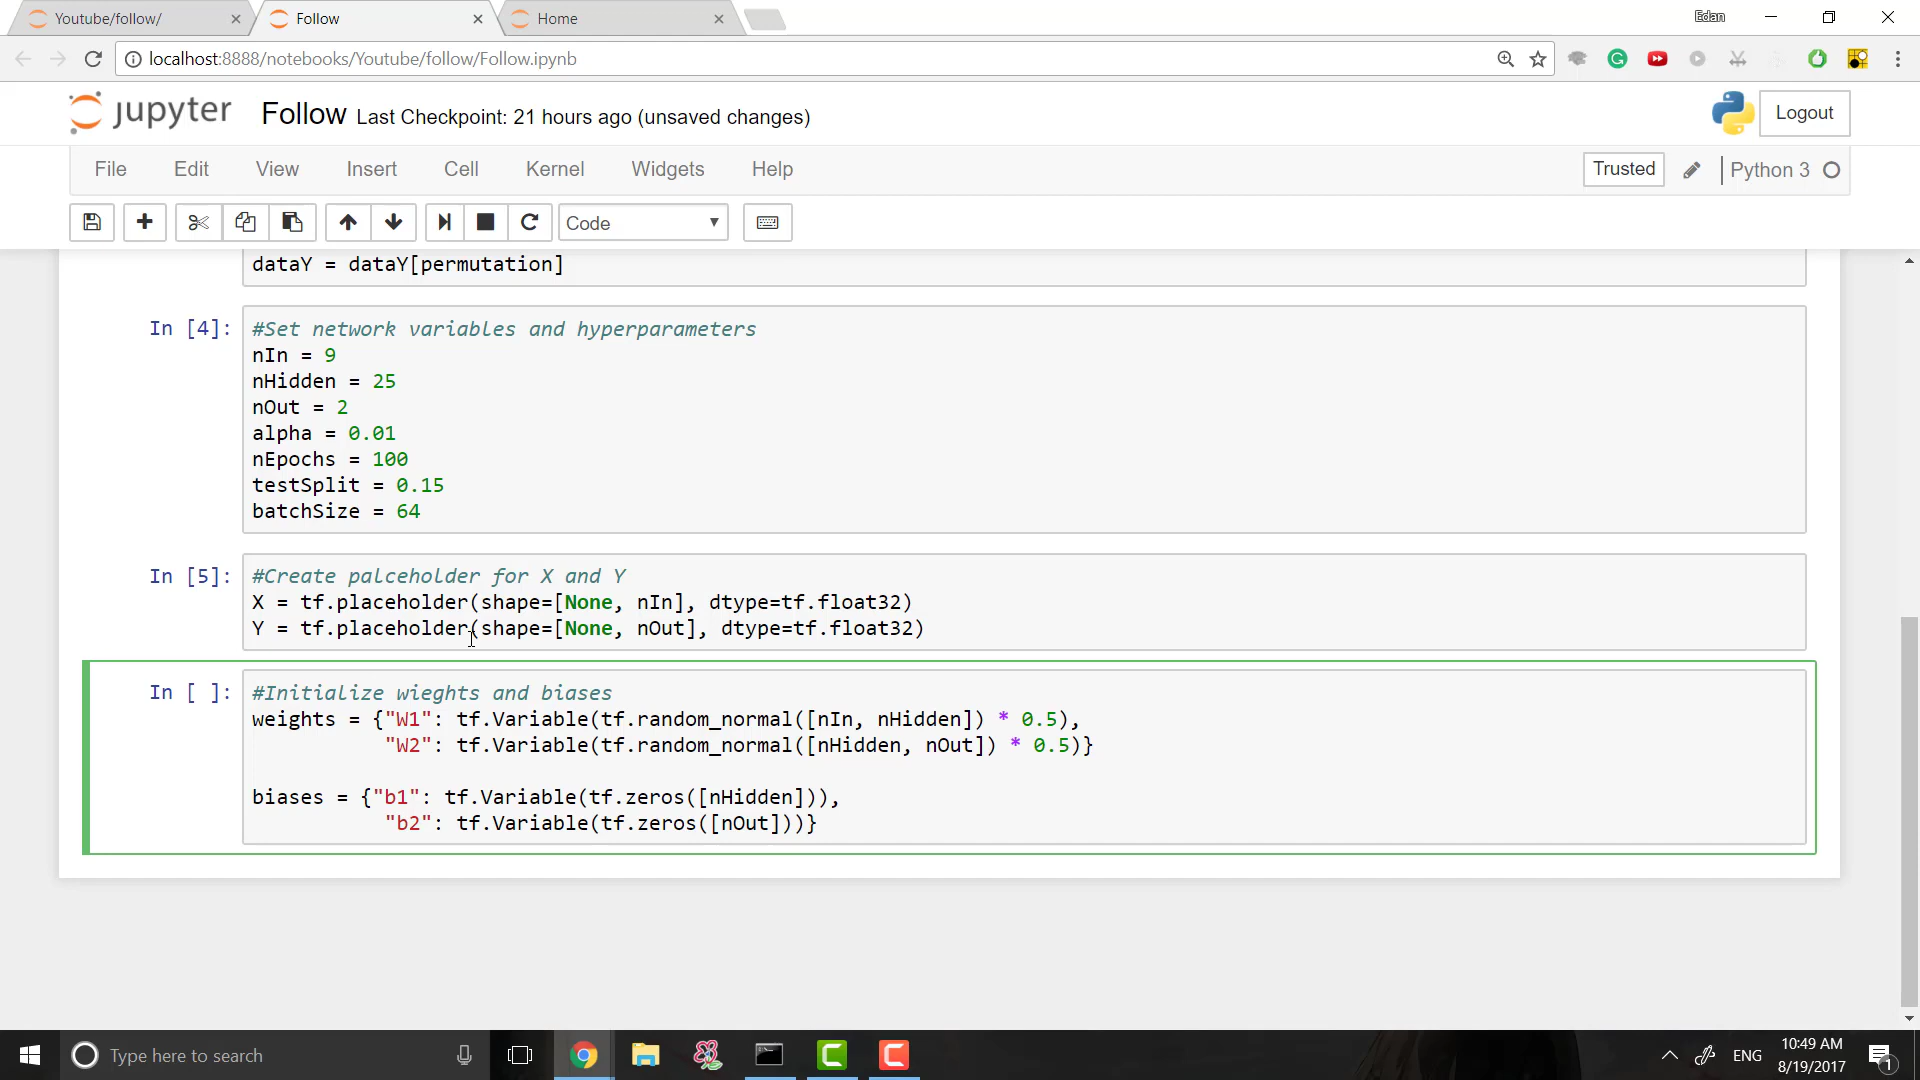 Youtube/follow/
Follow
Home
Edan
localhost:8888/notebooks/Youtube/follow/Follow.ipynb
jupyter
Follow Last Checkpoint: 21 hours ago (unsaved changes)
Logout
File Edit View Insert Cell Kernel Widgets Help
Trusted
Python 3
Code
dataY = dataY[permutation]
In [4]:
#Set network variables and hyperparameters
nIn = 9
nHidden = 25
nOut = 2
alpha = 0.01
nEpochs = 100
testSplit = 0.15
batchSize = 64
In [5]:
#Create palceholder for X and Y
X = tf.placeholder(shape=[None, nIn], dtype=tf.float32)
Y = tf.placeholder(shape=[None, nOut], dtype=tf.float32)
In [ ]:
#Initialize wieghts and biases
weights = {"W1": tf.Variable(tf.random_normal([nIn, nHidden]) * 0.5),
"W2": tf.Variable(tf.random_normal([nHidden, nOut]) * 0.5)}
biases = {"b1": tf.Variable(tf.zeros([nHidden])),
"b2": tf.Variable(tf.zeros([nOut]))}
Type here to search
ENG
10:49 AM
8/19/2017
1